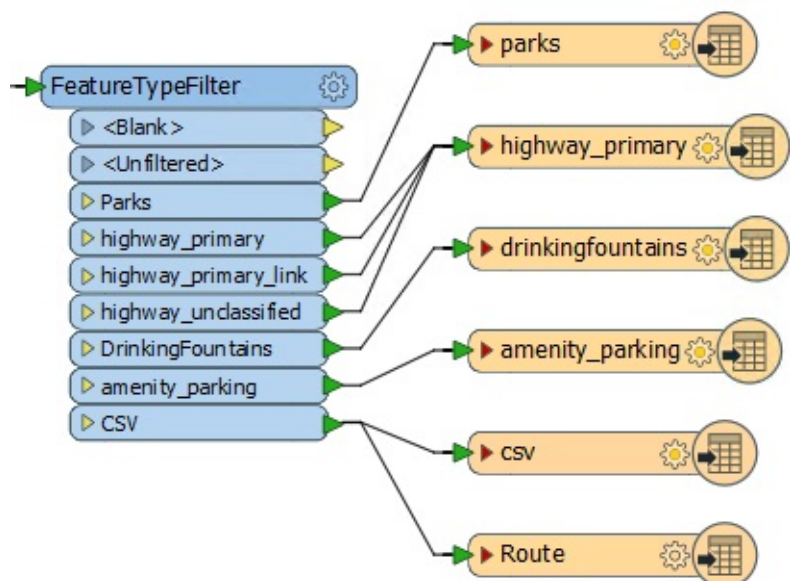 FeatureTypeFilter
<Blank>
<Unfiltered>
Parks
highway_primary
highway_primary_link
highway_unclassified
DrinkingFountains
amenity_parking
CSV
parks
highway_primary
drinkingfountains
amenity_parking
csv
Route